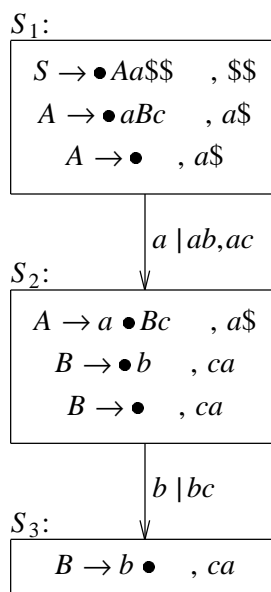 S₁:
S → • Aa$$ , $$
A → • aBc , a$
A → • , a$
a | ab,ac
S₂:
A → a • Bc , a$
B → • b , ca
B → • , ca
b | bc
S₃:
B → b • , ca